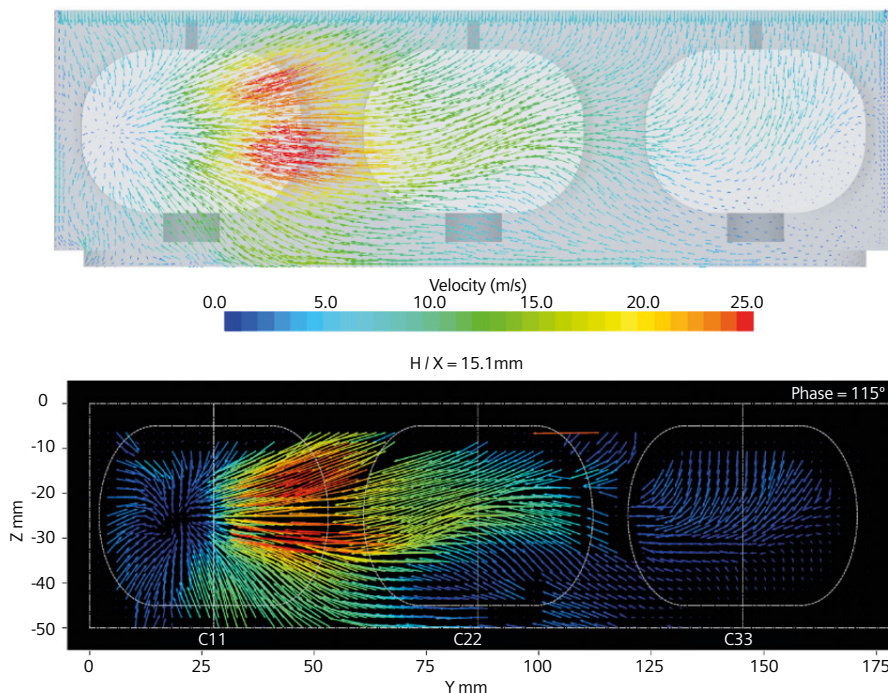 Velocity (m/s)
0.0 5.0 10.0 15.0 20.0 25.0
H / X = 15.1mm
Phase = 115°
0
-10
-20
-30
-40
-50
Z mm
C11 C22 C33
0 25 50 75 100 125 150 175
Y mm